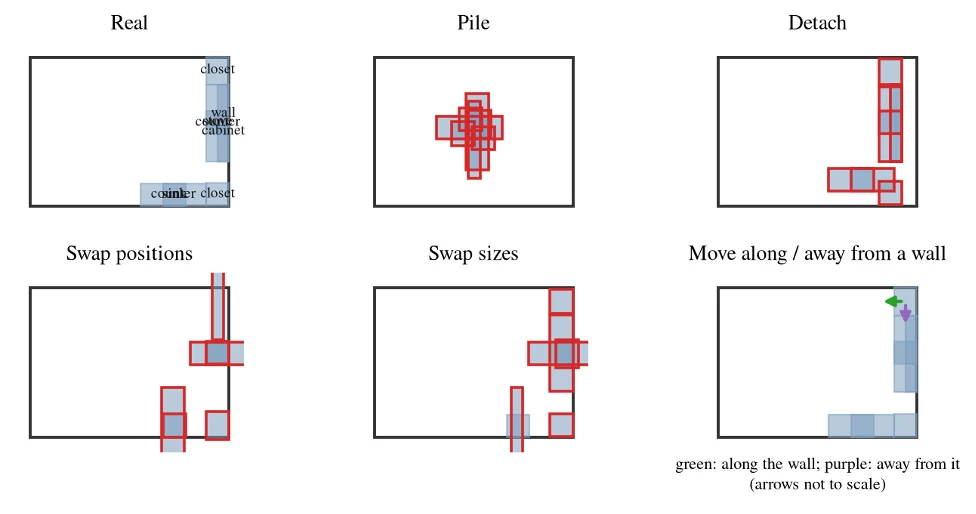 Real
Pile
Detach
closet
wall
cabinet
sink
closet
Swap positions
Swap sizes
Move along / away from a wall
green: along the wall; purple: away from it
(arrows not to scale)